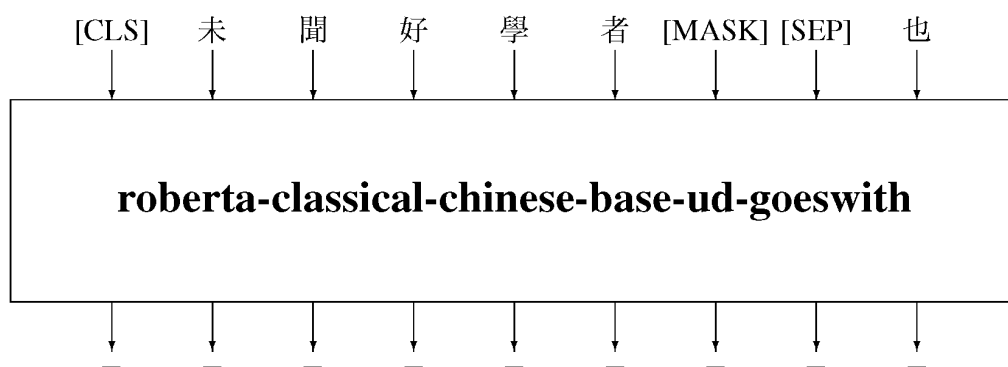 [CLS] 未 聞 好 學 者 [MASK] [SEP] 也
roberta-classical-chinese-base-ud-goeswith
_ _ _ _ _ _ _ _ _